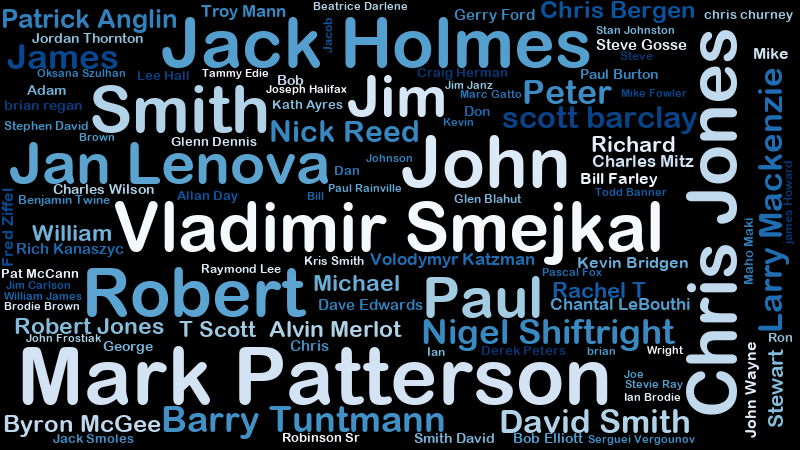 Patrick Anglin
Troy Mann
Beatrice Darlene
Gerry Ford
Chris Bergen
chris churney
Jordan Thornton
Jacob
Jack Holmes
Stan Johnston
Steve Gosse
Steve
Mike
James
Oksana Szulhan
Lee Hall
Tammy Edie
Craig Herman
Paul Burton
Adam
Bob
Joseph Halifax
Jim
Jim Janz
Marc Gatto
Peter
Mike Fowler
brian regan
Smith
Kath Ayres
Don
Kevin
scott barclay
Stephen David
Brown
Glenn Dennis
Nick Reed
Richard
Chris Jones
Larry Mackenzie
Jan Lenova
Johnson
John
Charles Mitz
Dan
Bill Farley
James Howard
Charles Wilson
Allan Day
Bill
Paul Rainville
Glen Blahut
Todd Banner
Benjamin Twine
Fred Ziffel
William
Vladimir Smejkal
Rich Kanaszyc
Maho Maki
Pat McCann
Raymond Lee
Kris Smith
Volodymyr Katzman
Kevin Bridgen
Pascal Fox
Jim Carlson
William James
Brodie Brown
Robert
Michael
Dave Edwards
Paul
Rachel T
Chantal LeBouthi
Robert Jones
T Scott
Alvin Merlot
Nigel Shiftright
John Frostiak
George
Chris
Ian
Derek Peters
brian
Wright
John Wayne
Ron
Stewart
Mark Patterson
Joe
Stevie Ray
Ian Brodie
Byron McGee
Barry Tuntmann
David Smith
Jack Smoles
Robinson Sr
Smith David
Bob Elliott
Serguei Vergounov